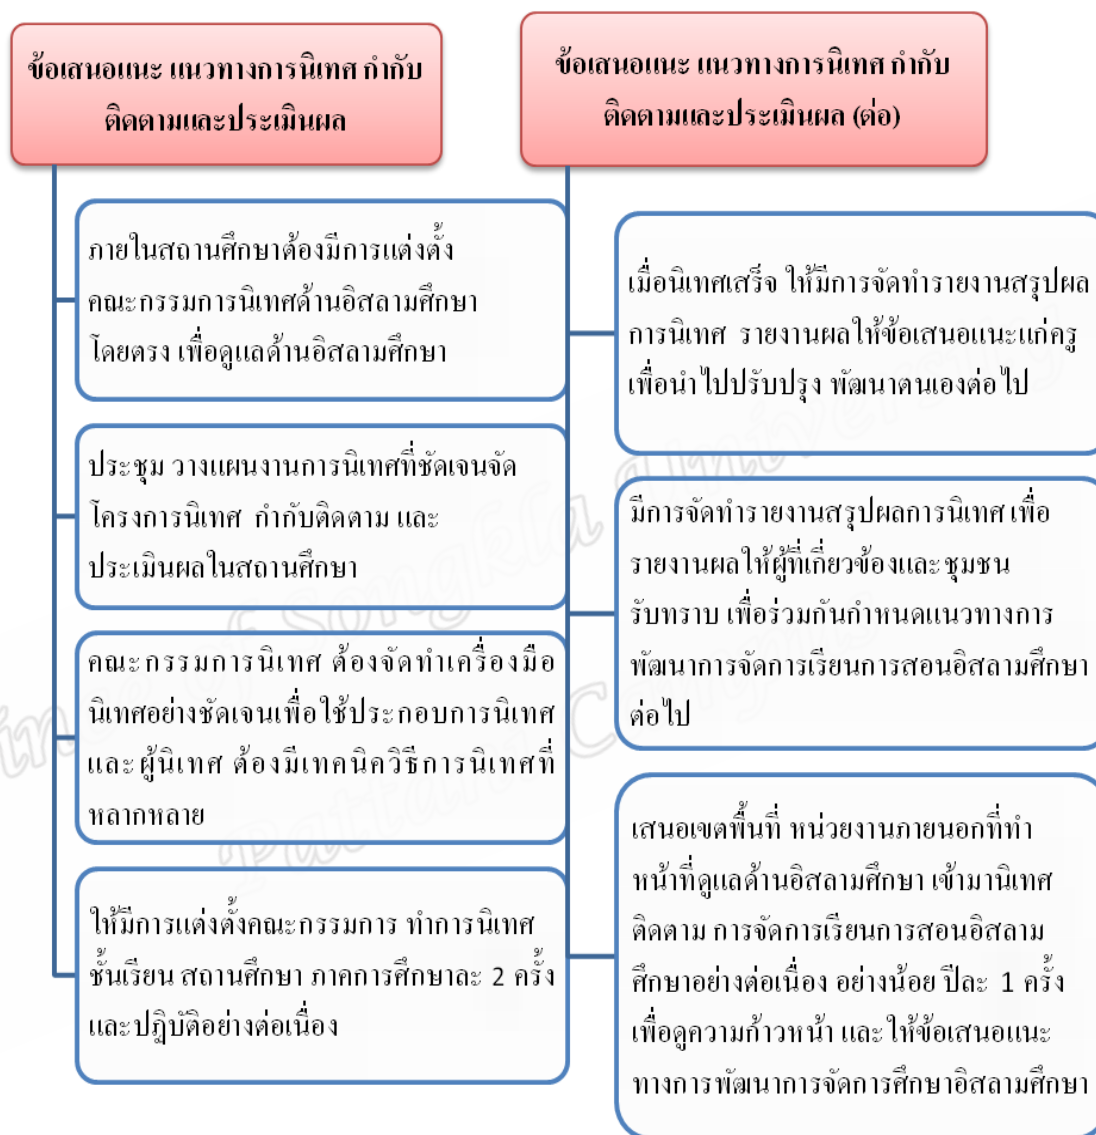 ข้อเสนอแนะ แนวทางการนิเทศ กำกับ
ติดตามและประเมินผล
ภายในสถานศึกษาต้องมีการแต่งตั้ง
คณะกรรมการนิเทศด้านอิสลามศึกษา
โดยตรง เพื่อดูแลด้านอิสลามศึกษา
ประชุม วางแผนงานการนิเทศที่ชัดเจนจัด
โครงการนิเทศ กำกับติดตาม และ
ประเมินผลในสถานศึกษา
คณะกรรมการนิเทศ ต้องจัดทำเครื่องมือ
นิเทศอย่างชัดเจนเพื่อใช้ประกอบการนิเทศ
และผู้นิเทศ ต้องมีเทคนิควิธีการนิเทศที่
หลากหลาย
ให้มีการแต่งตั้งคณะกรรมการ ทำการนิเทศ
ชั้นเรียน สถานศึกษา ภาคการศึกษาละ 2 ครั้ง
และปฏิบัติอย่างต่อเนื่อง
ข้อเสนอแนะ แนวทางการนิเทศ กำกับ
ติดตามและประเมินผล (ต่อ)
เมื่อนิเทศเสร็จ ให้มีการจัดทำรายงานสรุปผล
การนิเทศ รายงานผลให้ข้อเสนอแนะแก่ครู
เพื่อนำไปปรับปรุง พัฒนาตนเองต่อไป
มีการจัดทำรายงานสรุปผลการนิเทศ เพื่อ
รายงานผลให้ผู้ที่เกี่ยวข้องและชุมชน
รับทราบ เพื่อร่วมกันกำหนดแนวทางการ
พัฒนาการจัดการเรียนการสอนอิสลามศึกษา
ต่อไป
เสนอเขตพื้นที่ หน่วยงานภายนอกที่ทำ
หน้าที่ดูแลด้านอิสลามศึกษา เข้ามานิเทศ
ติดตาม การจัดการเรียนการสอนอิสลาม
ศึกษาอย่างต่อเนื่อง อย่างน้อย ปีละ 1 ครั้ง
เพื่อดูความก้าวหน้า และให้ข้อเสนอแนะ
ทางการพัฒนาการจัดการศึกษาอิสลามศึกษา
of Songkla University
Pattani Campus